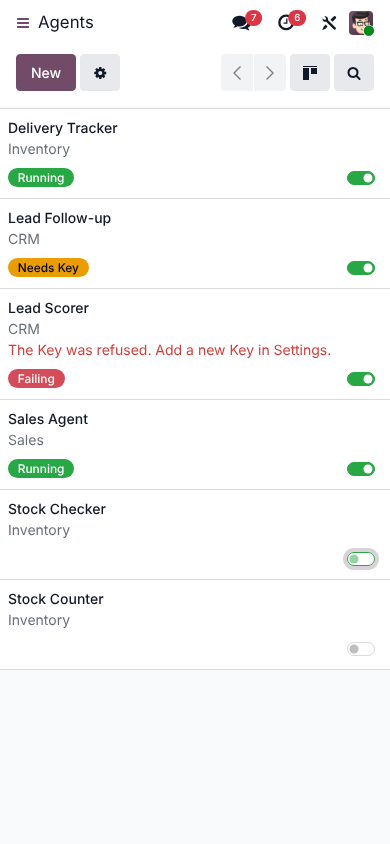 Agents
7
6
New
Delivery Tracker
Inventory
Running
Lead Follow-up
CRM
Needs Key
Lead Scorer
CRM
The Key was refused. Add a new Key in Settings.
Failing
Sales Agent
Sales
Running
Stock Checker
Inventory
Stock Counter
Inventory